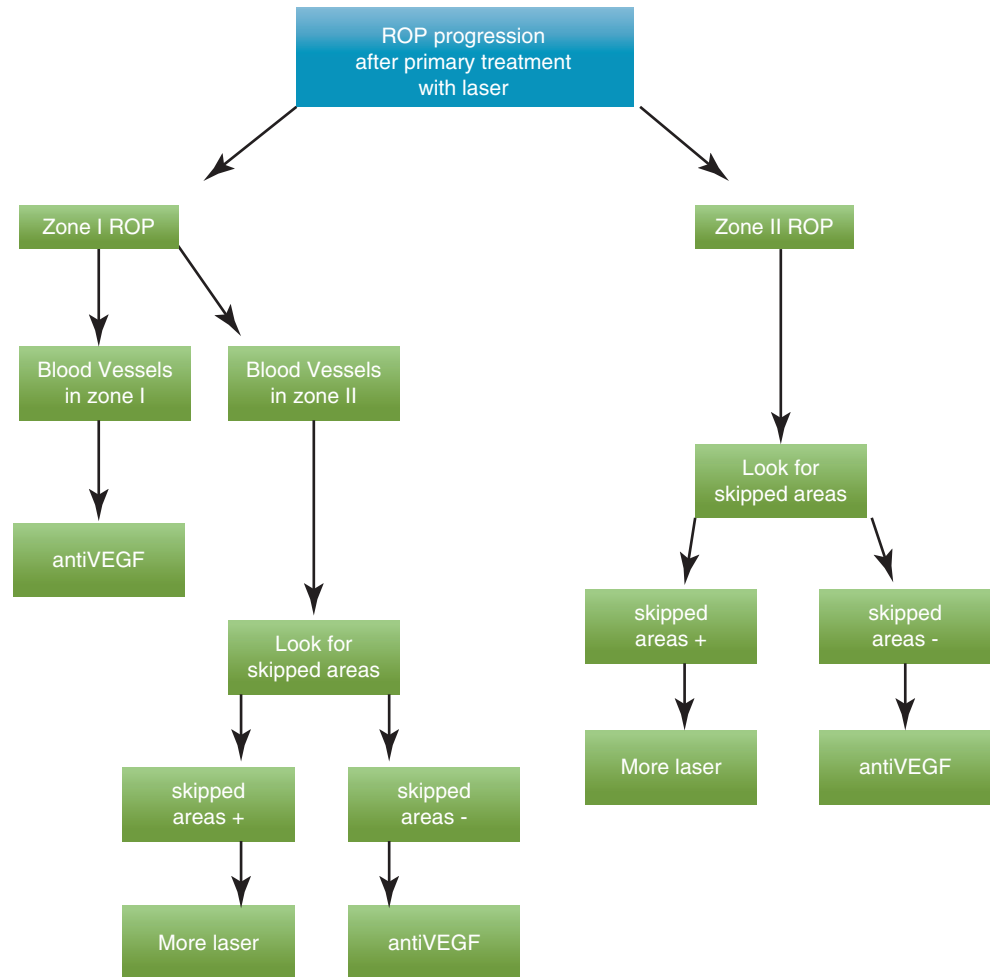 ROP progression
after primary treatment
with laser
Zone I ROP
Zone II ROP
Blood Vessels
in zone I
Blood Vessels
in zone II
antiVEGF
Look for
skipped areas
skipped
areas +
skipped
areas -
More laser
antiVEGF
Look for
skipped areas
skipped
areas +
skipped
areas -
More laser
antiVEGF